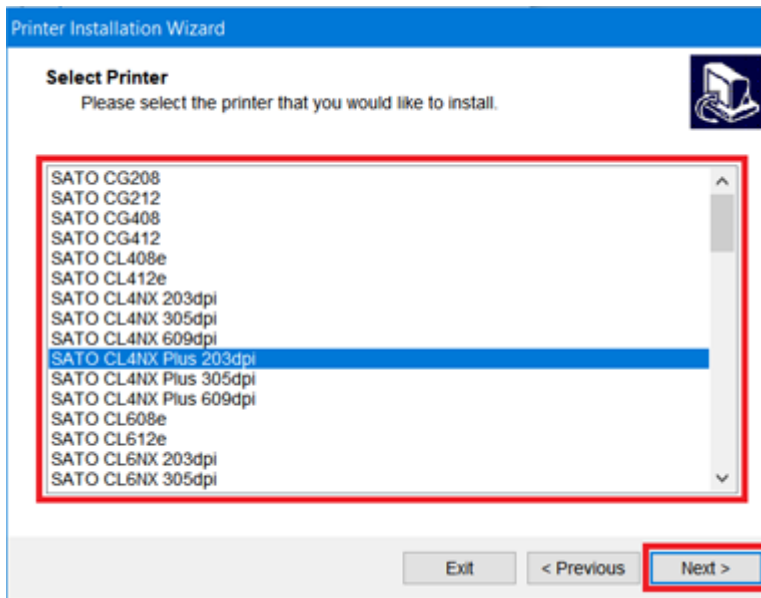 Printer Installation Wizard
Select Printer
Please select the printer that you would like to install.
SATO CG208
SATO CG212
SATO CG408
SATO CG412
SATO CL408e
SATO CL412e
SATO CL4NX 203dpi
SATO CL4NX 305dpi
SATO CL4NX 609dpi
SATO CL4NX Plus 203dpi
SATO CL4NX Plus 305dpi
SATO CL4NX Plus 609dpi
SATO CL608e
SATO CL612e
SATO CL6NX 203dpi
SATO CL6NX 305dpi
Exit < Previous Next >